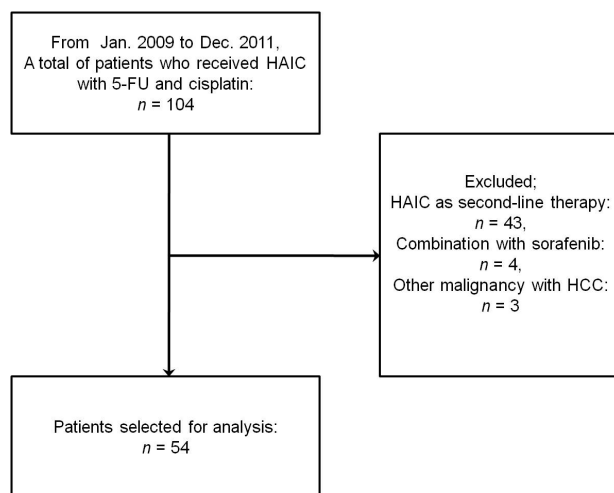 From Jan. 2009 to Dec. 2011,
A total of patients who received HAIC
with 5-FU and cisplatin:
n = 104
Excluded;
HAIC as second-line therapy:
n = 43,
Combination with sorafenib:
n = 4,
Other malignancy with HCC:
n = 3
Patients selected for analysis:
n = 54